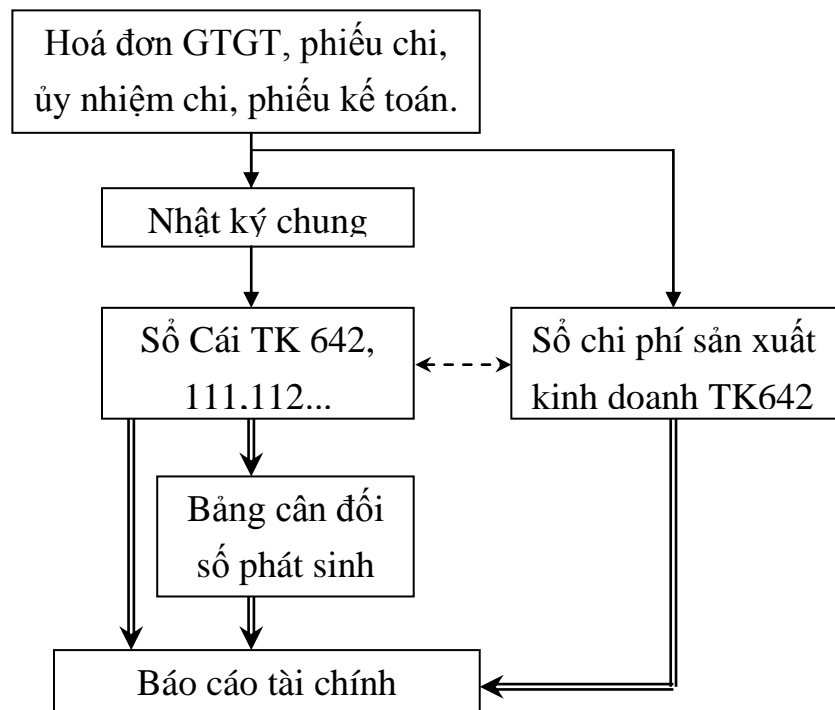 Hoá đơn GTGT, phiếu chi,
ủy nhiệm chi, phiếu kế toán.
Nhật ký chung
Sổ Cái TK 642,
111,112...
Sổ chi phí sản xuất
kinh doanh TK642
Bảng cân đối
số phát sinh
Báo cáo tài chính